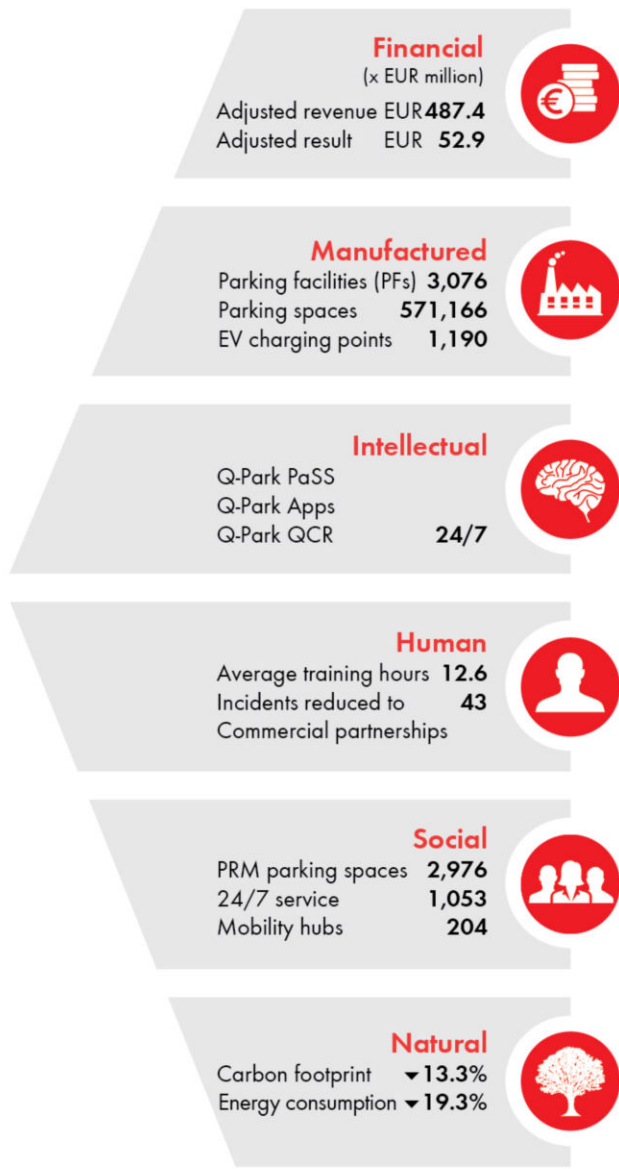 Financial
(x EUR million)
Adjusted revenue EUR 487.4
Adjusted result EUR 52.9
Manufactured
Parking facilities (PFs) 3,076
Parking spaces 571,166
EV charging points 1,190
Intellectual
Q-Park PaSS
Q-Park Apps
Q-Park QCR 24/7
Human
Average training hours 12.6
Incidents reduced to 43
Commercial partnerships
Social
PRM parking spaces 2,976
24/7 service 1,053
Mobility hubs 204
Natural
Carbon footprint ▼13.3%
Energy consumption ▼19.3%